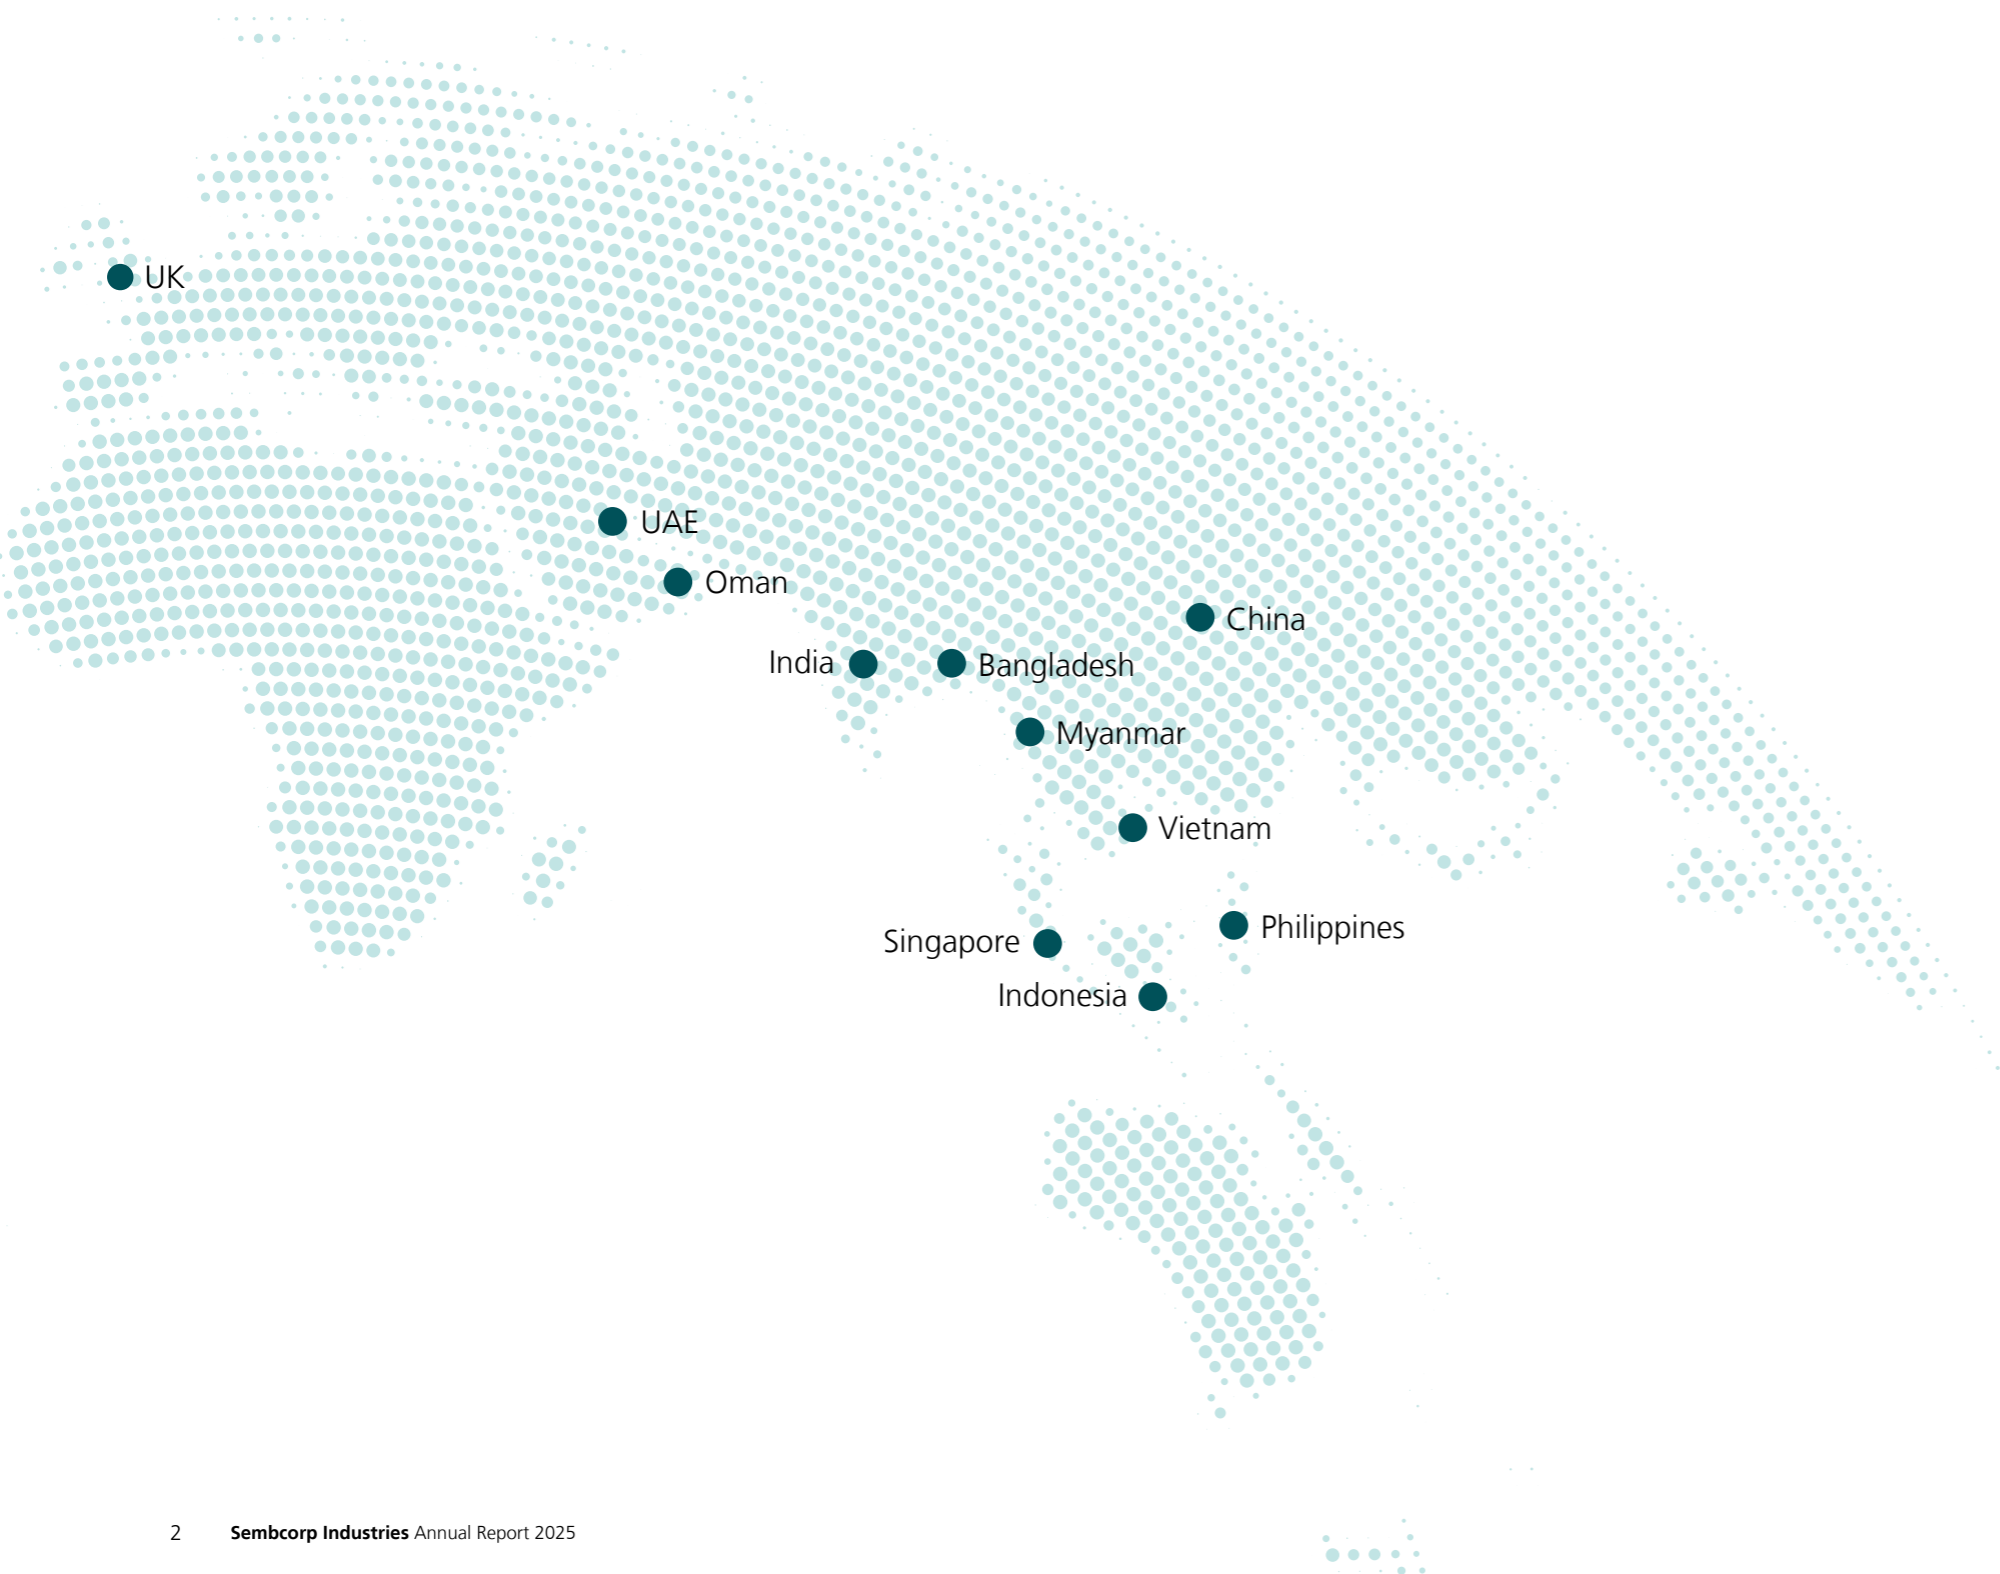 UK
UAE
Oman
China
India
Bangladesh
Myanmar
Vietnam
Philippines
Singapore
Indonesia
2 Sembcorp Industries Annual Report 2025